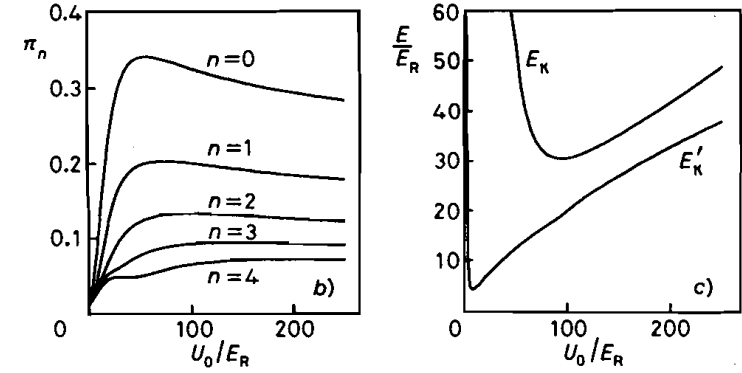 0.4
π_n
0.3
0.2
0.1
0
100
200
U_0/E_R
n=0
n=1
n=2
n=3
n=4
b)
60
E/E_R
50
40
30
20
10
0
100
200
U_0/E_R
E_K
E'_K
c)